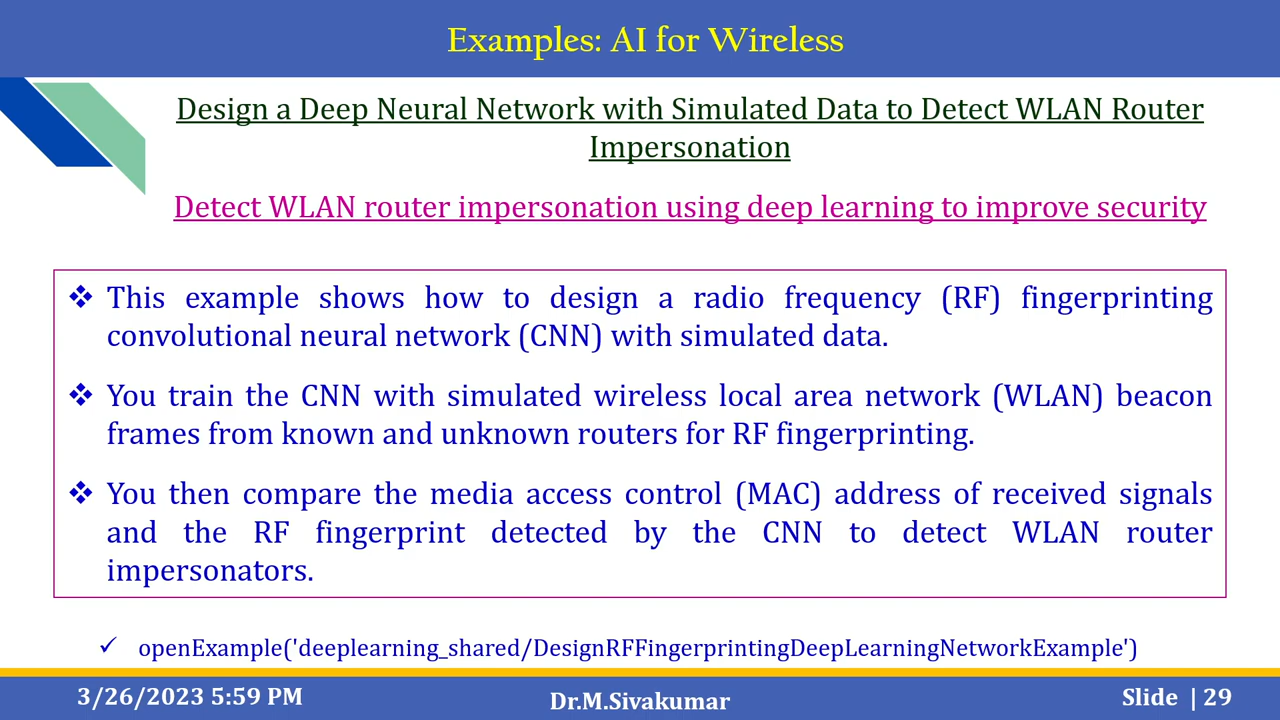 Examples: AI for Wireless
Design a Deep Neural Network with Simulated Data to Detect WLAN Router
Impersonation
Detect WLAN router impersonation using deep learning to improve security
❖ This example shows how to design a radio frequency (RF) fingerprinting
convolutional neural network (CNN) with simulated data.
❖ You train the CNN with simulated wireless local area network (WLAN) beacon
frames from known and unknown routers for RF fingerprinting.
❖ You then compare the media access control (MAC) address of received signals
and the RF fingerprint detected by the CNN to detect WLAN router
impersonators.
✓ openExample('deeplearning_shared/DesignRFFingerprintingDeepLearningNetworkExample')
3/26/2023 5:59 PM
Dr.M.Sivakumar
Slide | 29